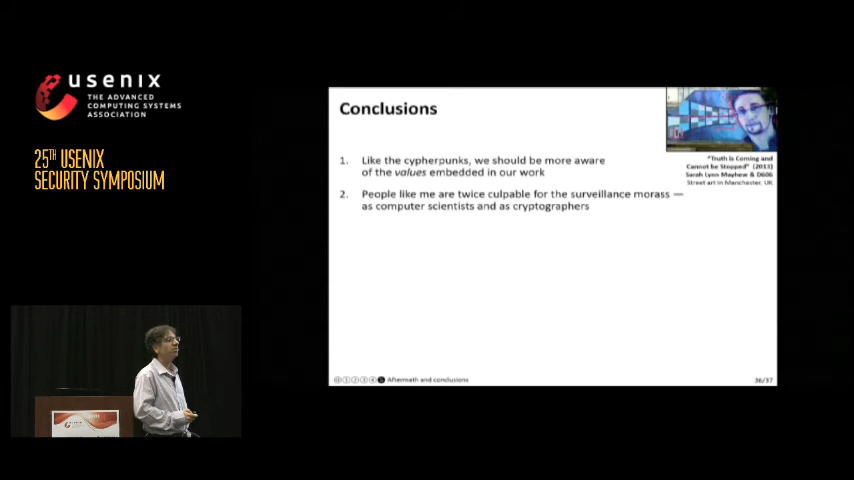 usenix
THE ADVANCED
COMPUTING SYSTEMS
ASSOCIATION
25TH USENIX
SECURITY SYMPOSIUM
Conclusions
1. Like the cypherpunks, we should be more aware
of the values embedded in our work
2. People like me are twice culpable for the surveillance morass —
as computer scientists and as cryptographers
"Truth is Coming and
Cannot be Stopped" (2013)
Sarah Lynn Mayhew & D606
Street art in Manchester, UK
Aftermath and conclusions
36/37